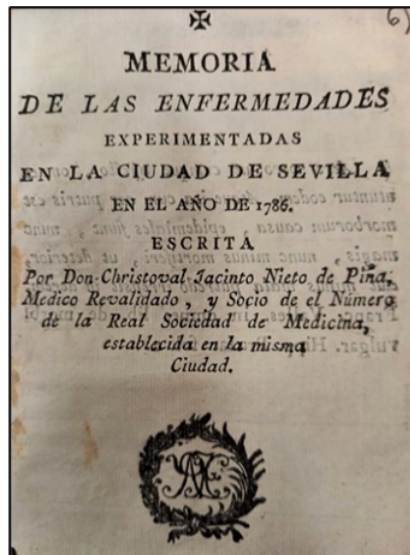 ✠
6)
MEMORIA
DE LAS ENFERMEDADES
EXPERIMENTADAS
EN LA CIUDAD DE SEVILLA
EN EL AÑO DE 1786.
ESCRITA
Por Don Christoval Jacinto Nieto de Piña,
Medico Revalidado, y Socio de el Número
de la Real Sociedad de Medicina,
establecida en la misma
Ciudad.